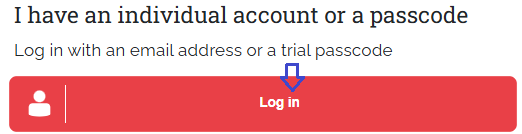 I have an individual account or a passcode
Log in with an email address or a trial passcode
Log in